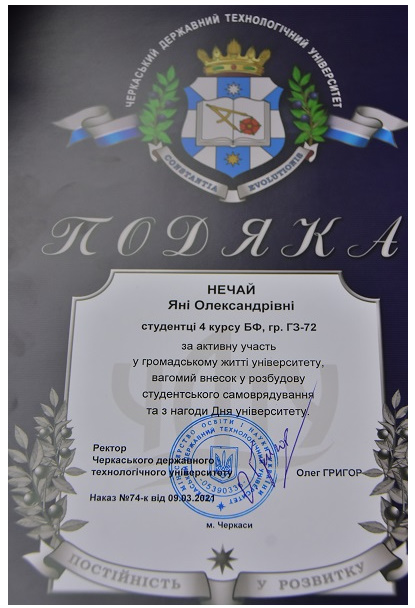 ЧЕРКАСЬКИЙ ДЕРЖАВНИЙ ТЕХНОЛОГІЧНИЙ УНІВЕРСИТЕТ
CONSTANTIA EVOLUTIONIS
ПОДЯКА
НЕЧАЙ
Яні Олександрівні
студентці 4 курсу БФ, гр. ГЗ-72
за активну участь
у громадському житті університету,
вагомий внесок у розбудову
студентського самоврядування
та з нагоди Дня університету.
Ректор
Черкаського державного
технологічного університету
Олег ГРИГОР
Наказ №74-к від 09.03.2021
м. Черкаси
ПОСТІЙНІСТЬ У РОЗВИТКУ